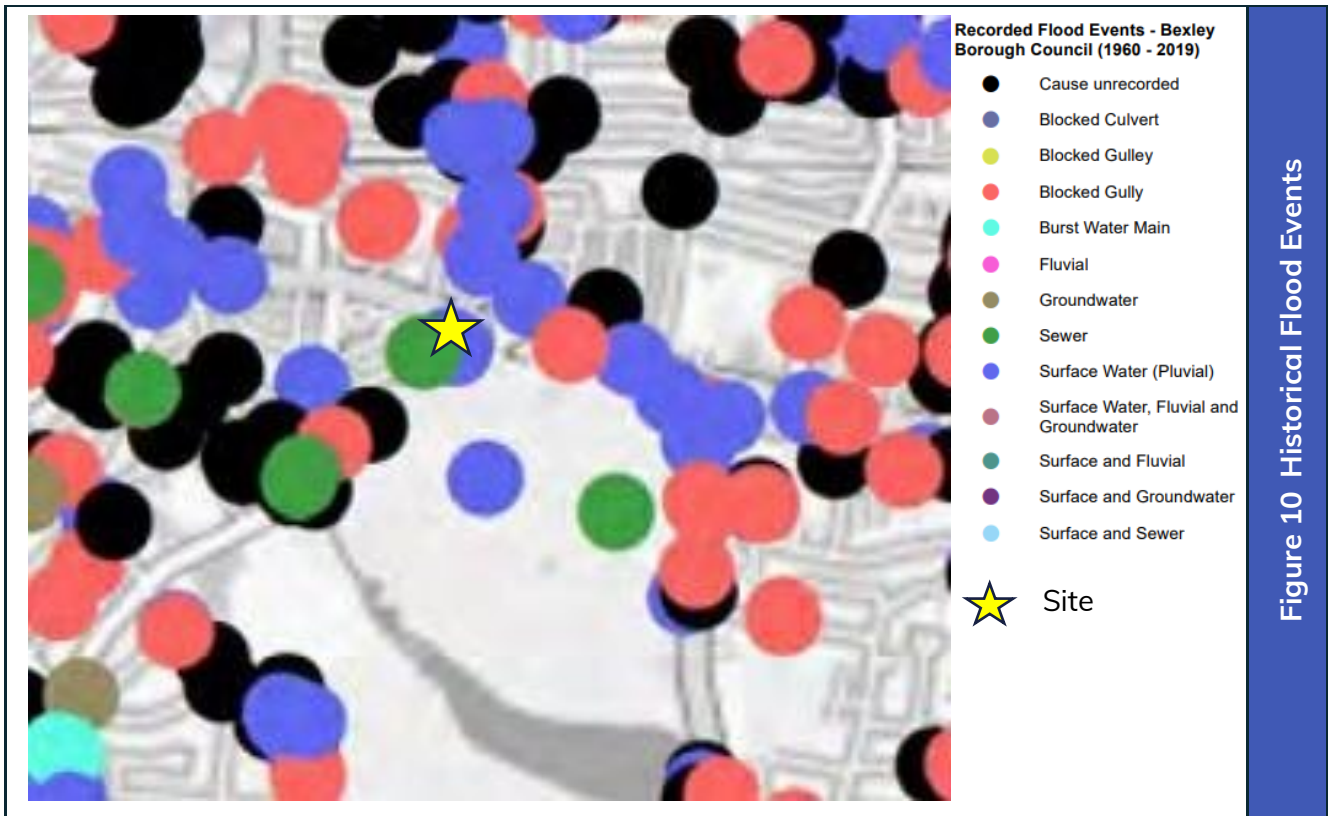 Recorded Flood Events - Bexley
Borough Council (1960 - 2019)
Cause unrecorded
Blocked Culvert
Blocked Gulley
Blocked Gully
Burst Water Main
Fluvial
Groundwater
Sewer
Surface Water (Pluvial)
Surface Water, Fluvial and
Groundwater
Surface and Fluvial
Surface and Groundwater
Surface and Sewer
Site
Figure 10 Historical Flood Events